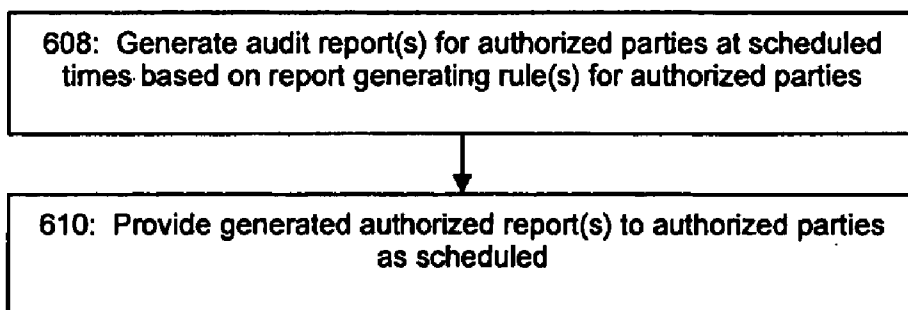 608: Generate audit report(s) for authorized parties at scheduled
times based on report generating rule(s) for authorized parties
610: Provide generated authorized report(s) to authorized parties
as scheduled